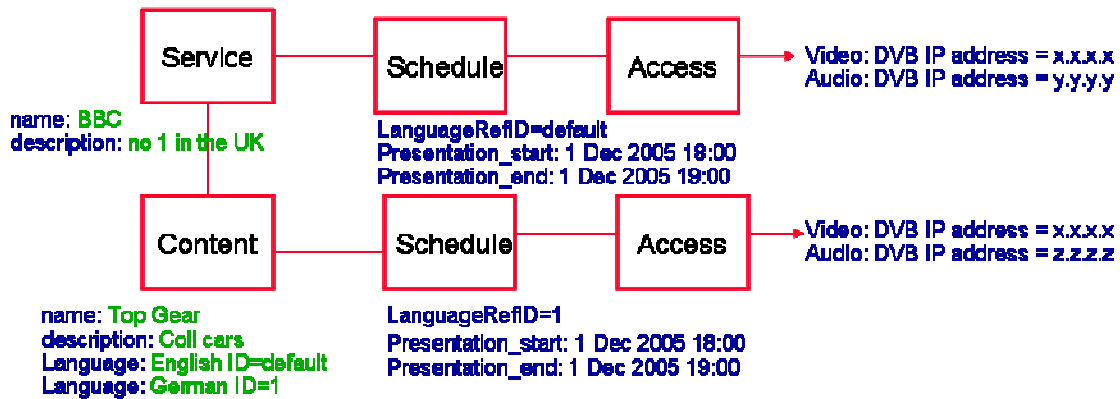 Service
Schedule
Access
Video: DVB IP address = x.x.x.x
Audio: DVB IP address = y.y.y.y
name: BBC
description: no 1 in the UK
LanguageRefID=default
Presentation_start: 1 Dec 2005 18:00
Presentation_end: 1 Dec 2005 19:00
Content
Schedule
Access
Video: DVB IP address = x.x.x.x
Audio: DVB IP address = z.z.z.z
name: Top Gear
description: Coll cars
Language: English ID=default
Language: German ID=1
LanguageRefID=1
Presentation_start: 1 Dec 2005 18:00
Presentation_end: 1 Dec 2005 19:00